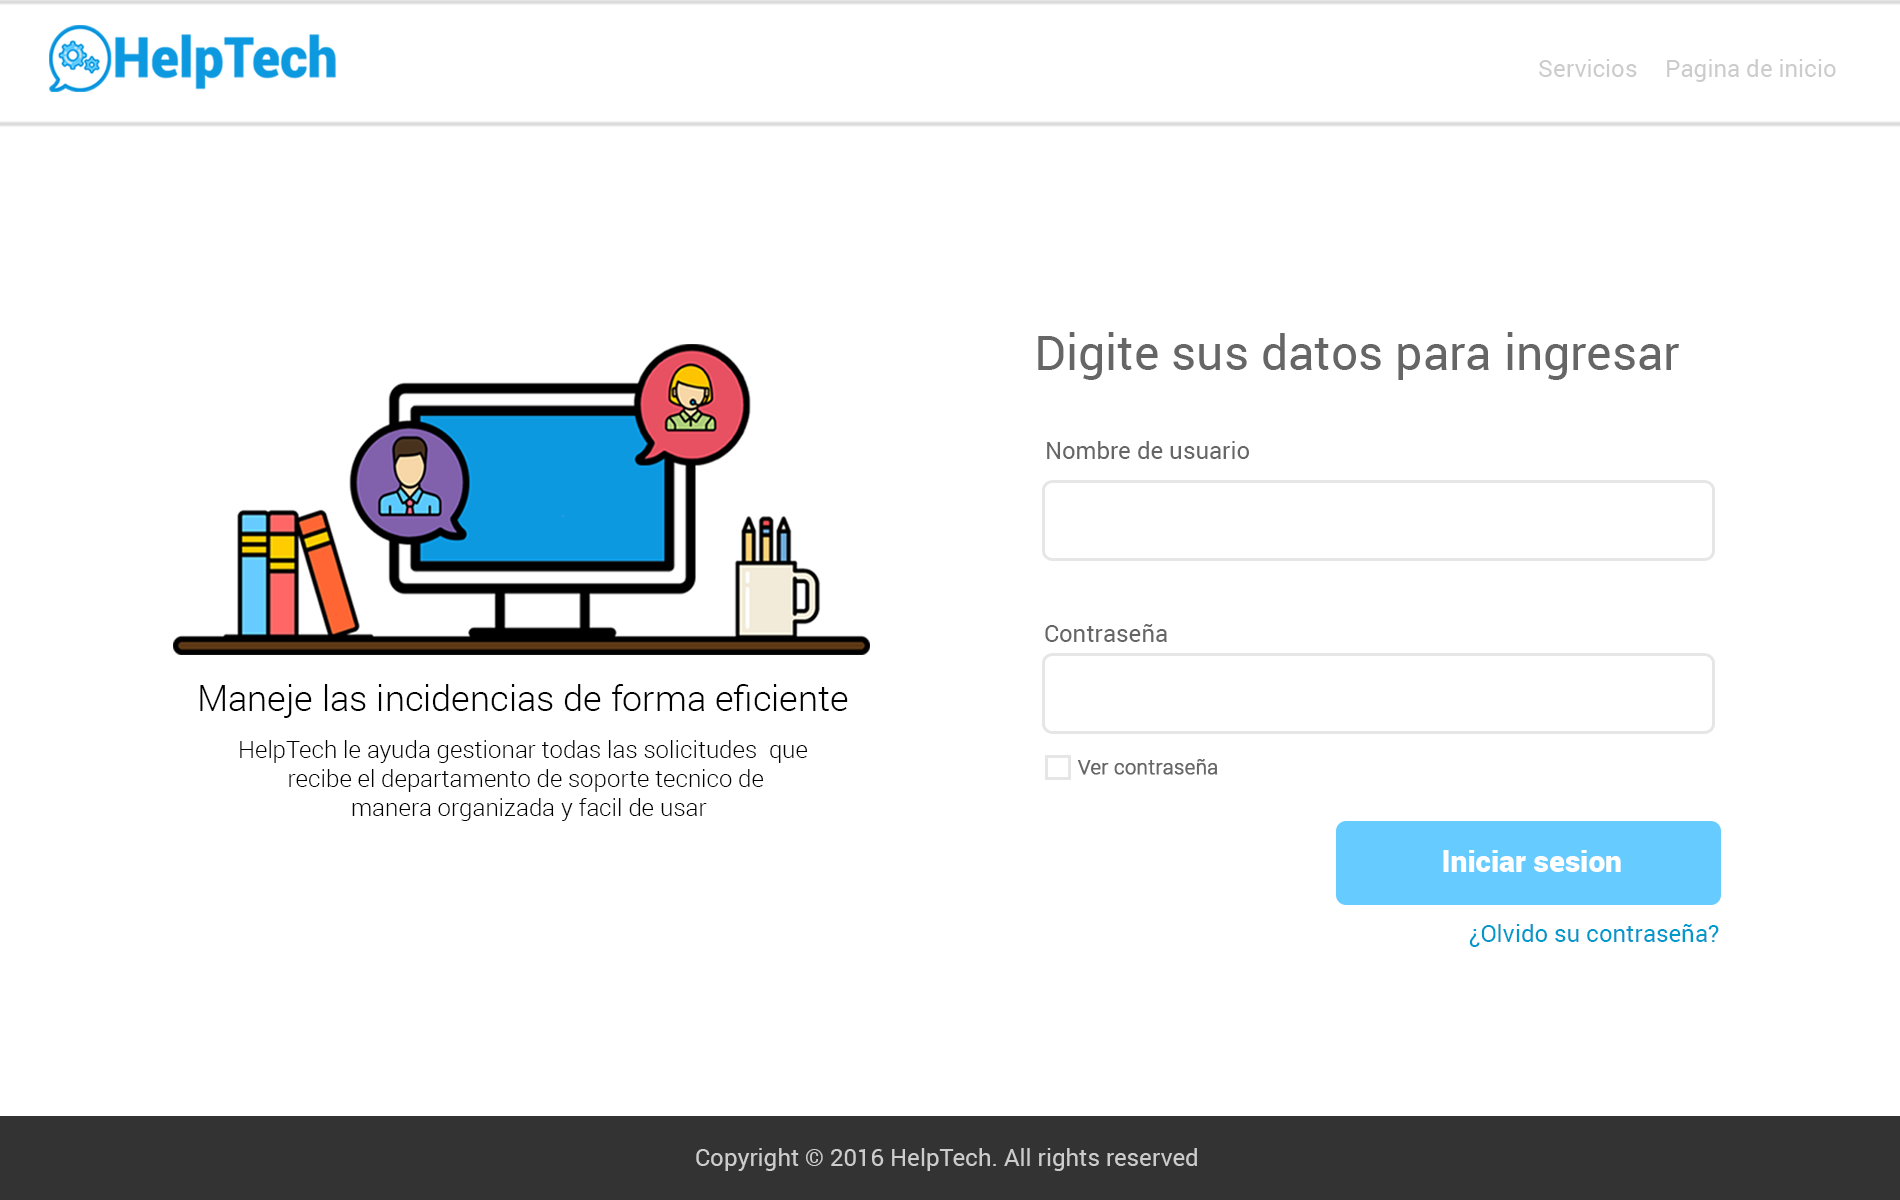 HelpTech
Servicios
Pagina de inicio
Maneje las incidencias de forma eficiente
HelpTech le ayuda gestionar todas las solicitudes  que
recibe el departamento de soporte tecnico de
manera organizada y facil de usar
Digite sus datos para ingresar
Nombre de usuario
Contraseña
Ver contraseña
Iniciar sesion
¿Olvido su contraseña?
Copyright © 2016 HelpTech. All rights reserved